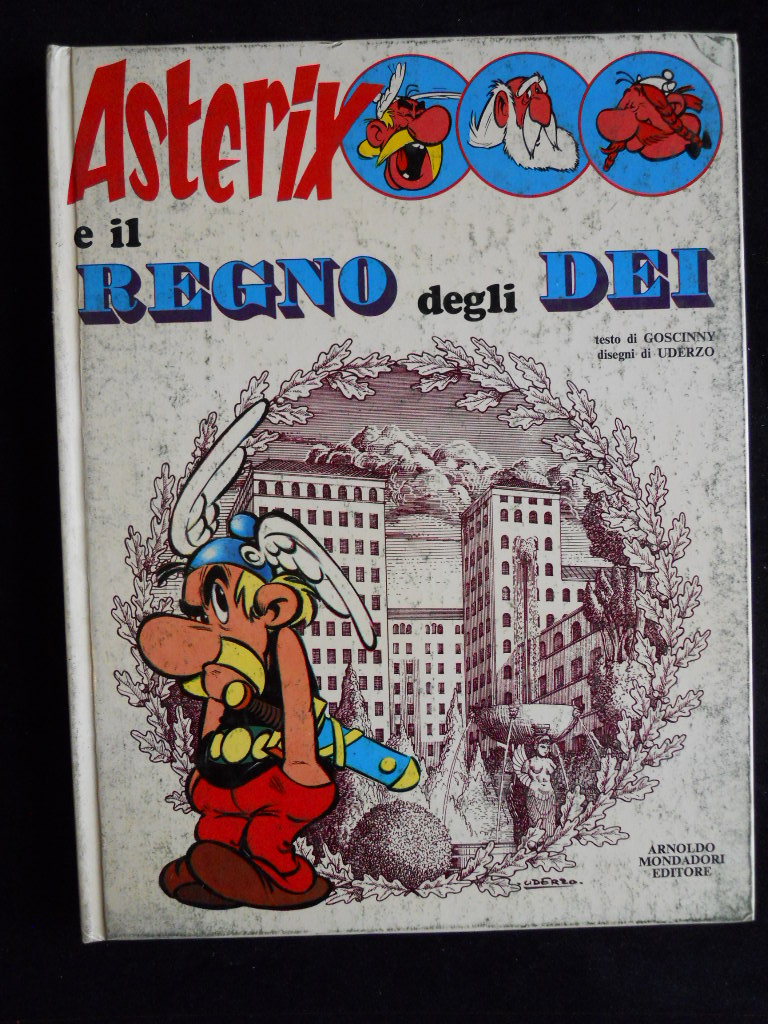 Asterix
e il
REGNO degli DEI
testo di GOSCINNY
disegni di UDERZO
UDERZO.
ARNOLDO
MONDADORI
EDITORE